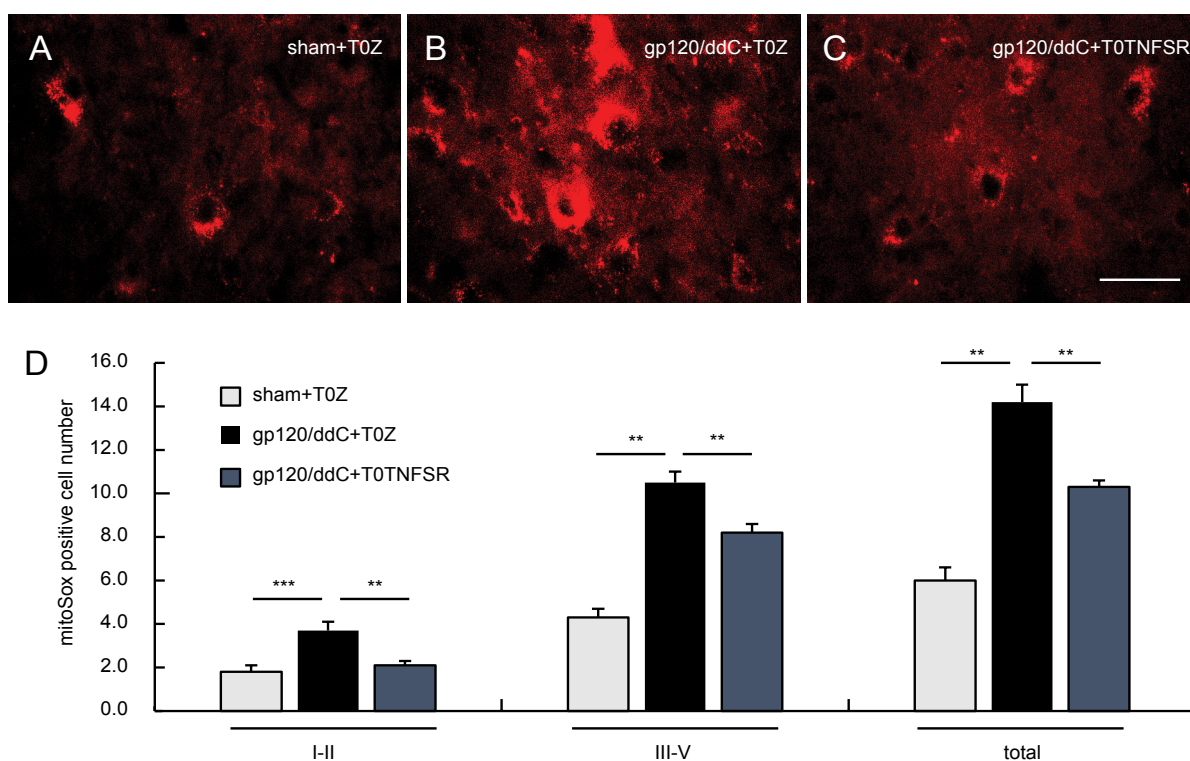 A
sham+T0Z
B
gp120/ddC+T0Z
C
gp120/ddC+T0TNFSR
D
mitoSox positive cell number
16.0
14.0
12.0
10.0
8.0
6.0
4.0
2.0
0.0
sham+T0Z
gp120/ddC+T0Z
gp120/ddC+T0TNFSR
*** **
** **
** **
I-II
III-V
total